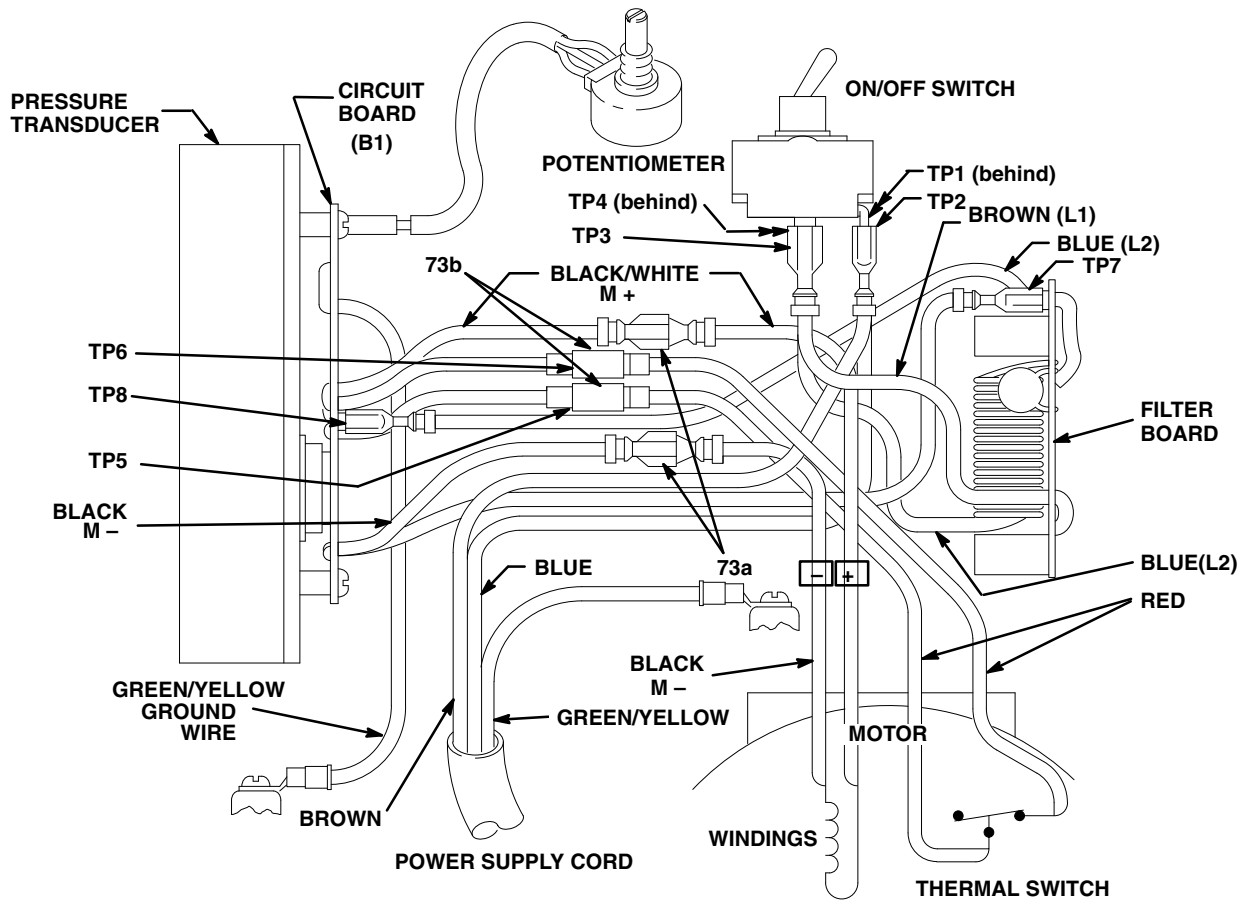 PRESSURE
TRANSDUCER
CIRCUIT
BOARD
(B1)
POTENTIOMETER
ON/OFF SWITCH
TP1 (behind)
TP4 (behind)
TP2
TP3
BROWN (L1)
BLUE (L2)
TP7
73b
BLACK/WHITE
M +
TP6
TP8
TP5
FILTER
BOARD
BLACK
M –
73a
BLUE
– +
BLUE(L2)
RED
BLACK
M –
GREEN/YELLOW
GROUND
WIRE
GREEN/YELLOW
MOTOR
BROWN
WINDINGS
POWER SUPPLY CORD
THERMAL SWITCH